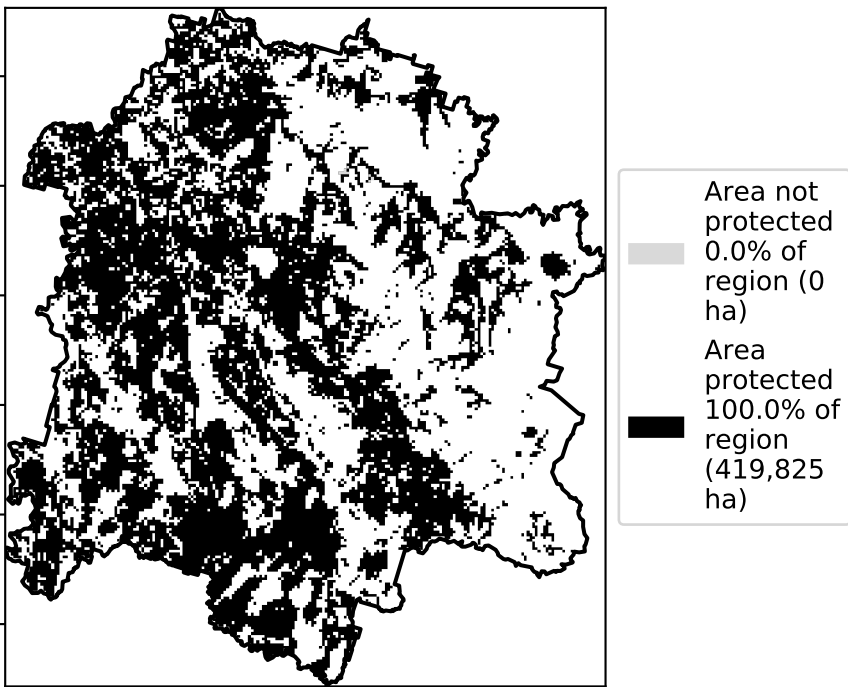 Area not
protected
0.0% of
region (0
ha)
Area
protected
100.0% of
region
(419,825
ha)